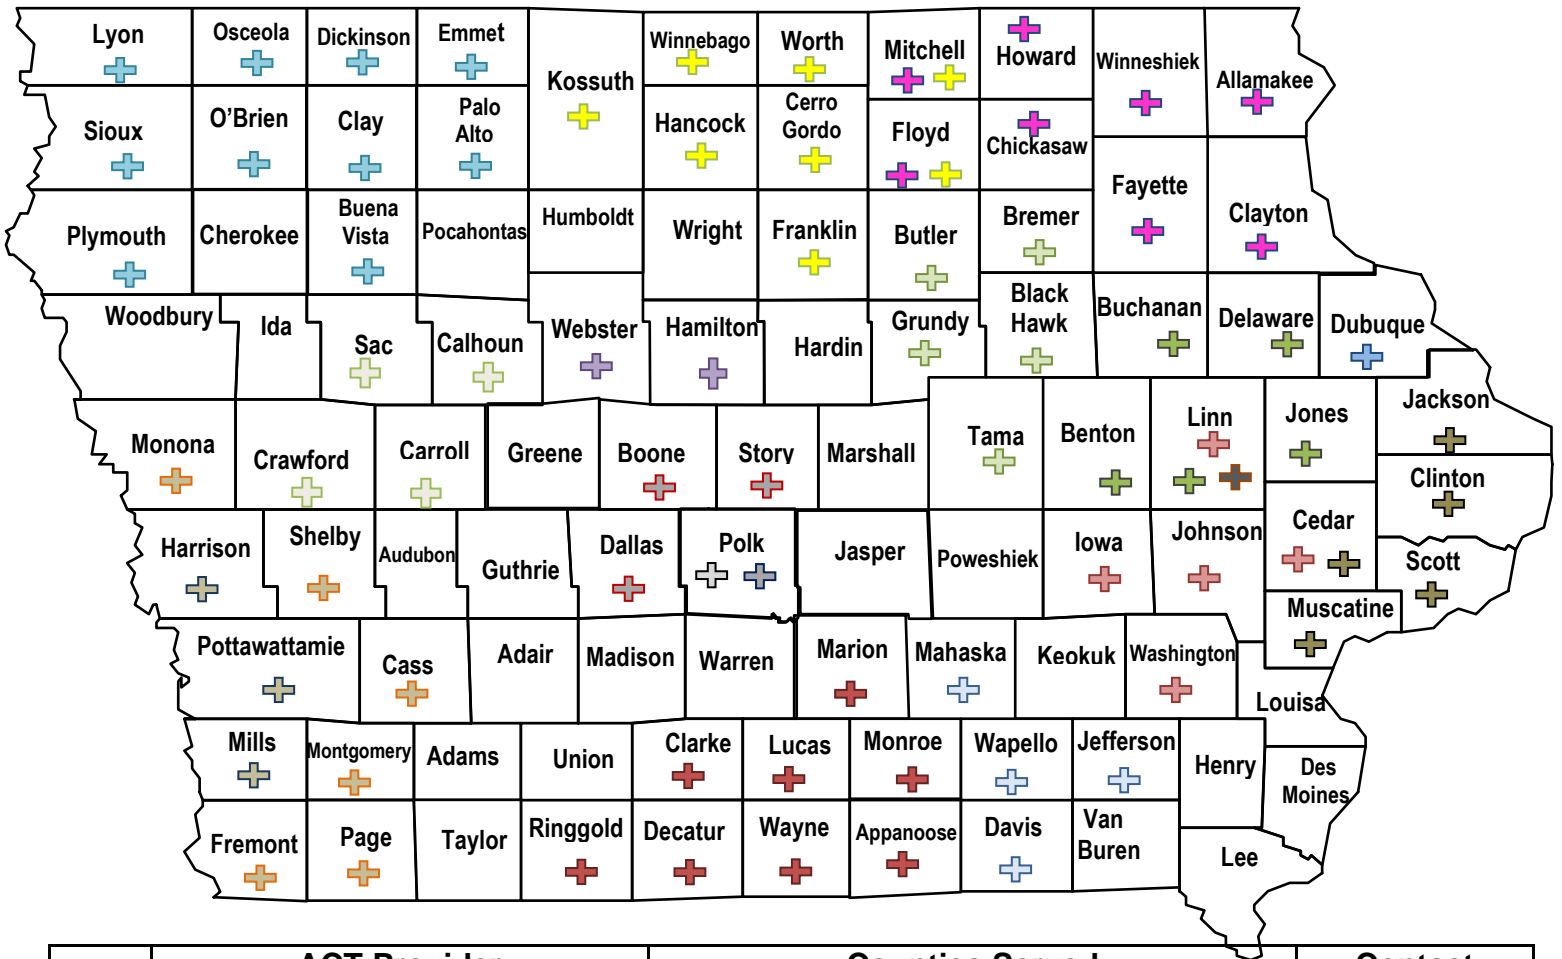 Lyon
Osceola
Dickinson
Emmet
Kossuth
Winnebago
Worth
Mitchell
Howard
Winneshiek
Allamakee
Sioux
O'Brien
Clay
Palo
Alto
Hancock
Cerro
Gordo
Floyd
Chickasaw
Fayette
Clayton
Plymouth
Cherokee
Buena
Vista
Pocahontas
Humboldt
Wright
Franklin
Butler
Bremer
Woodbury
Ida
Sac
Calhoun
Webster
Hamilton
Hardin
Grundy
Black
Hawk
Buchanan
Delaware
Dubuque
Monona
Crawford
Carroll
Greene
Boone
Story
Marshall
Tama
Benton
Linn
Jones
Jackson
Clinton
Harrison
Shelby
Audubon
Guthrie
Dallas
Polk
Jasper
Poweshiek
Iowa
Johnson
Cedar
Scott
Muscatine
Pottawattamie
Cass
Adair
Madison
Warren
Marion
Mahaska
Keokuk
Washington
Louisa
Mills
Montgomery
Adams
Union
Clarke
Lucas
Monroe
Wapello
Jefferson
Henry
Des
Moines
Fremont
Page
Taylor
Ringgold
Decatur
Wayne
Appanoose
Davis
Van
Buren
Lee
ACT Provider
Counties Served
Contact